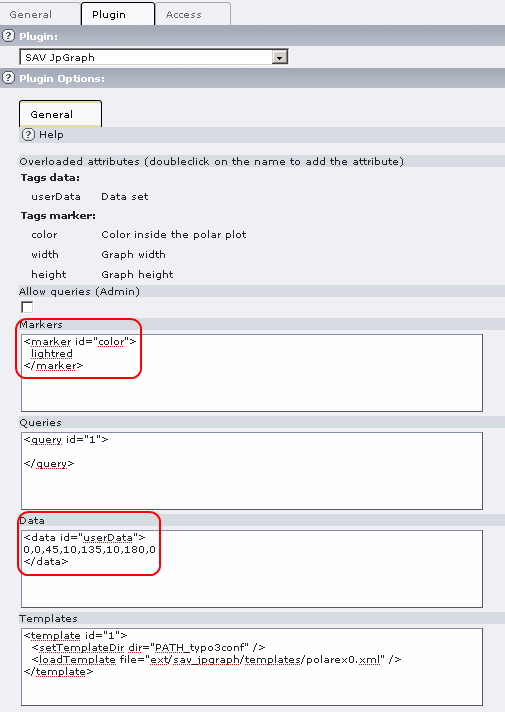 General Plugin Access
? Plugin:
SAV JpGraph
? Plugin Options:
General
? Help
Overloaded attributes (doubleclick on the name to add the attribute)
Tags data:
userData Data set
Tags marker:
color Color inside the polar plot
width Graph width
height Graph height
Allow queries (Admin)
Markers
<marker id="color">
lightred
</marker>
Queries
<query id="1">
</query>
Data
<data id="userData">
0,0,45,10,135,10,180,0
</data>
Templates
<template id="1">
<setTemplateDir dir="PATH_typo3conf" />
<loadTemplate file="ext/sav_jpgraph/templates/polarex0.xml" />
</template>